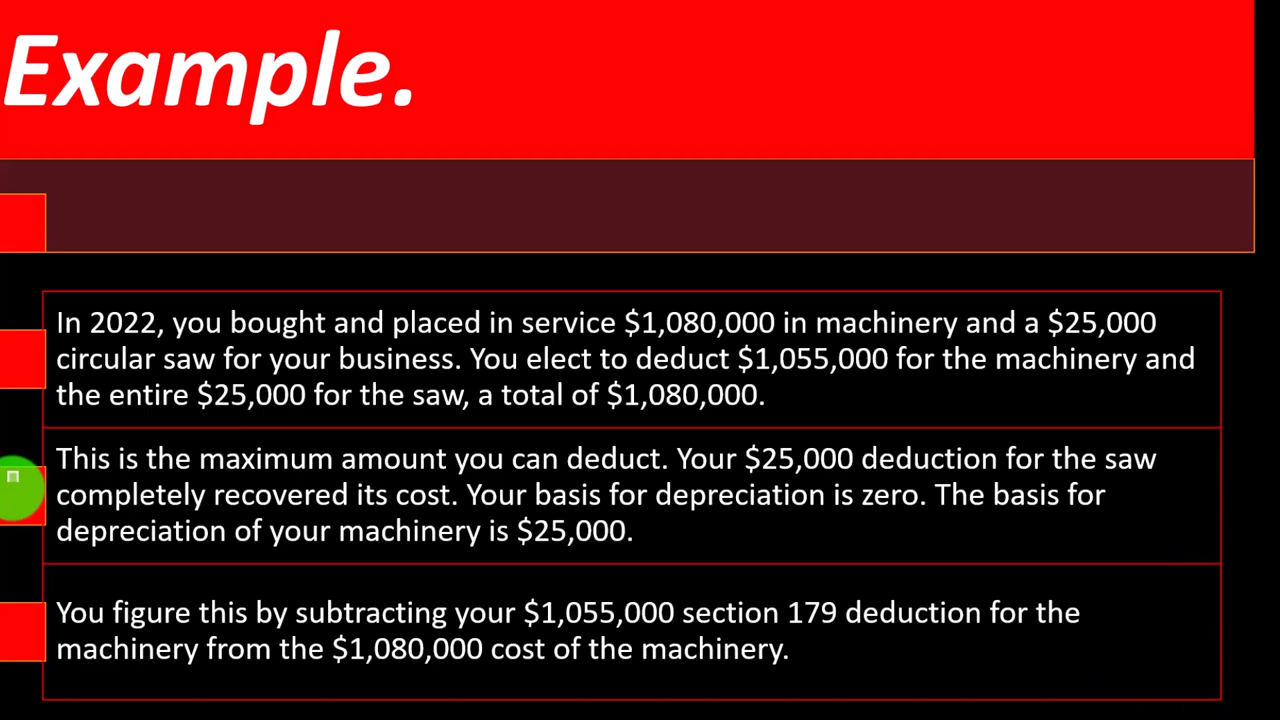 Example.
In 2022, you bought and placed in service $1,080,000 in machinery and a $25,000
circular saw for your business. You elect to deduct $1,055,000 for the machinery and
the entire $25,000 for the saw, a total of $1,080,000.
This is the maximum amount you can deduct. Your $25,000 deduction for the saw
completely recovered its cost. Your basis for depreciation is zero. The basis for
depreciation of your machinery is $25,000.
You figure this by subtracting your $1,055,000 section 179 deduction for the
machinery from the $1,080,000 cost of the machinery.